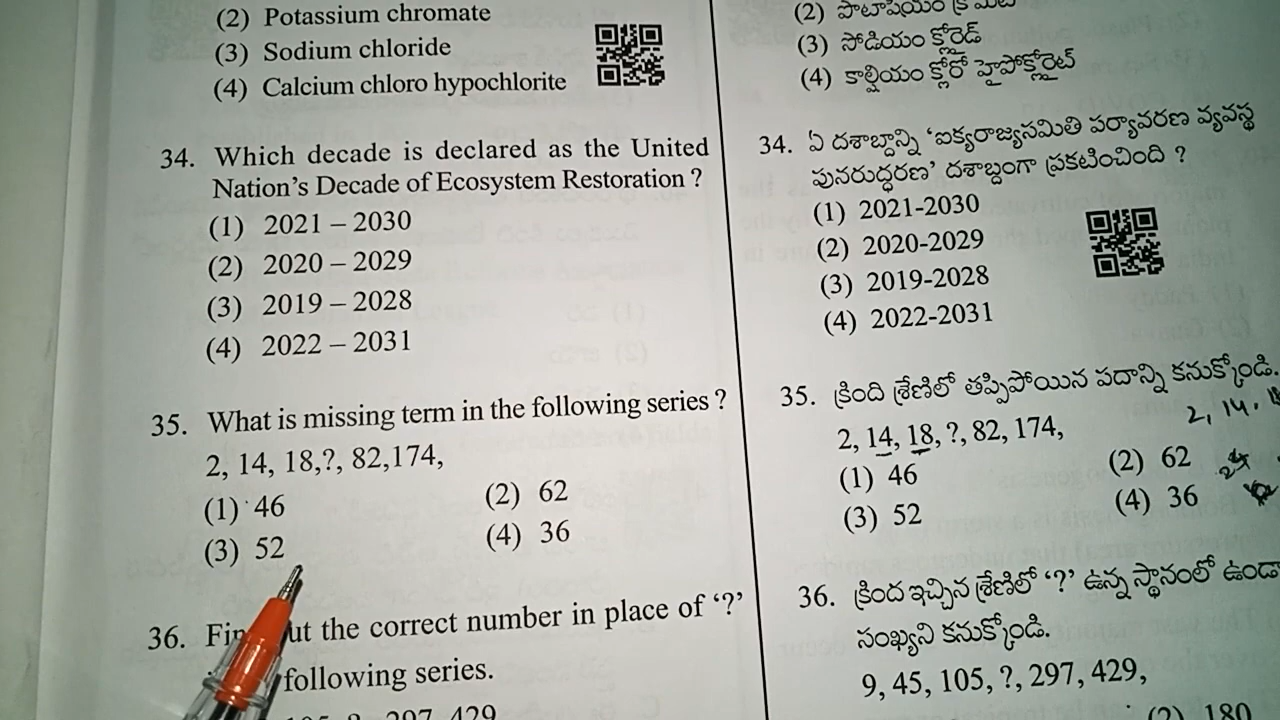 (2) Potassium chromate
(3) Sodium chloride
(4) Calcium chloro hypochlorite
34. Which decade is declared as the United
Nation's Decade of Ecosystem Restoration ?
(1) 2021 – 2030
(2) 2020 – 2029
(3) 2019 – 2028
(4) 2022 – 2031
35. What is missing term in the following series ?
2, 14, 18,?, 82,174,
(1) 46
(2) 62
(3) 52
(4) 36
36. ut the correct number in place of '?'
following series.
297, 429
(2)
(3) సోడియం క్లోరైడ్
(4) కాల్షియం క్లోరో హైపోక్లోరైట్
34. ఏ దశాబ్దాన్ని 'ఐక్యరాజ్యసమితి పర్యావరణ వ్యవస్థ
పునరుద్ధరణ' దశాబ్దంగా ప్రకటించింది ?
(1) 2021-2030
(2) 2020-2029
(3) 2019-2028
(4) 2022-2031
35. క్రింది శ్రేణిలో తప్పిపోయిన పదాన్ని కనుక్కోండి.
2, 14,
2, 14, 18, ?, 82, 174,
(1) 46
(2) 62
(3) 52
(4) 36
36. క్రింద ఇచ్చిన శ్రేణిలో '?' ఉన్న స్థానంలో ఉండా
సంఖ్యని కనుక్కోండి.
9, 45, 105, ?, 297, 429,
(2) 180